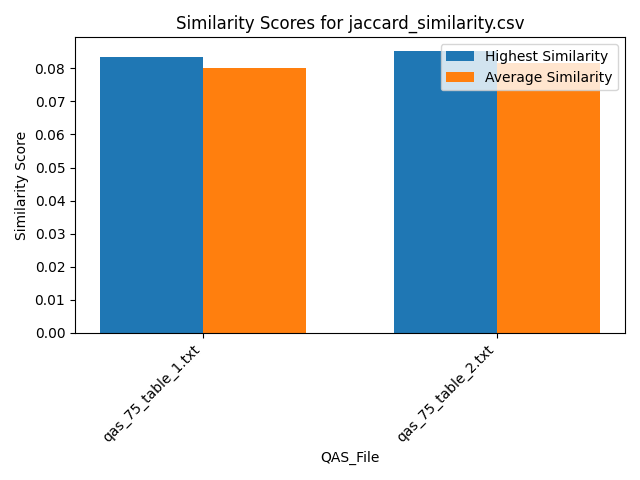 Similarity Scores for jaccard_similarity.csv
Highest Similarity
Average Similarity
Similarity Score
0.08
0.07
0.06
0.05
0.04
0.03
0.02
0.01
0.00
qas_75_table_1.txt
qas_75_table_2.txt
QAS_File